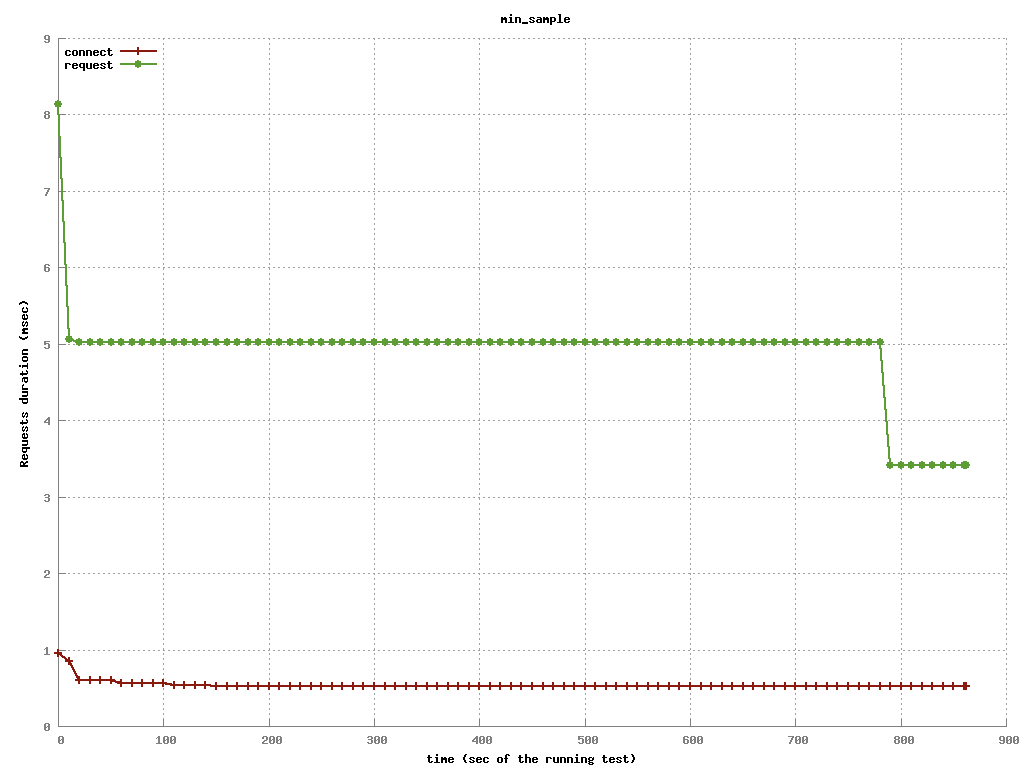 min_sample
connect
request
9
8
7
6
5
4
3
2
1
0
Requests duration (msec)
0 100 200 300 400 500 600 700 800 900
time (sec of the running test)